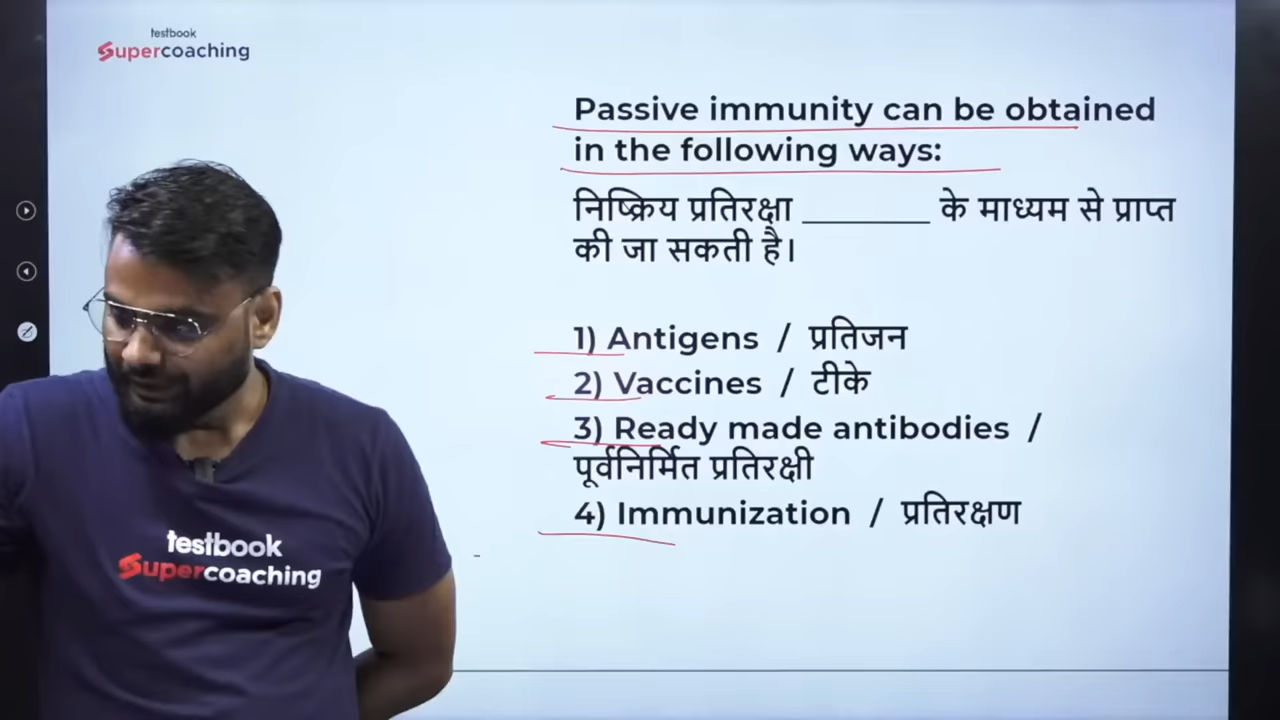 testbook
Supercoaching
Passive immunity can be obtained
in the following ways:
निष्क्रिय प्रतिरक्षा ________ के माध्यम से प्राप्त
की जा सकती है।
1) Antigens / प्रतिजन
2) Vaccines / टीके
3) Ready made antibodies /
पूर्वनिर्मित प्रतिरक्षी
4) Immunization / प्रतिरक्षण
testbook
Supercoaching